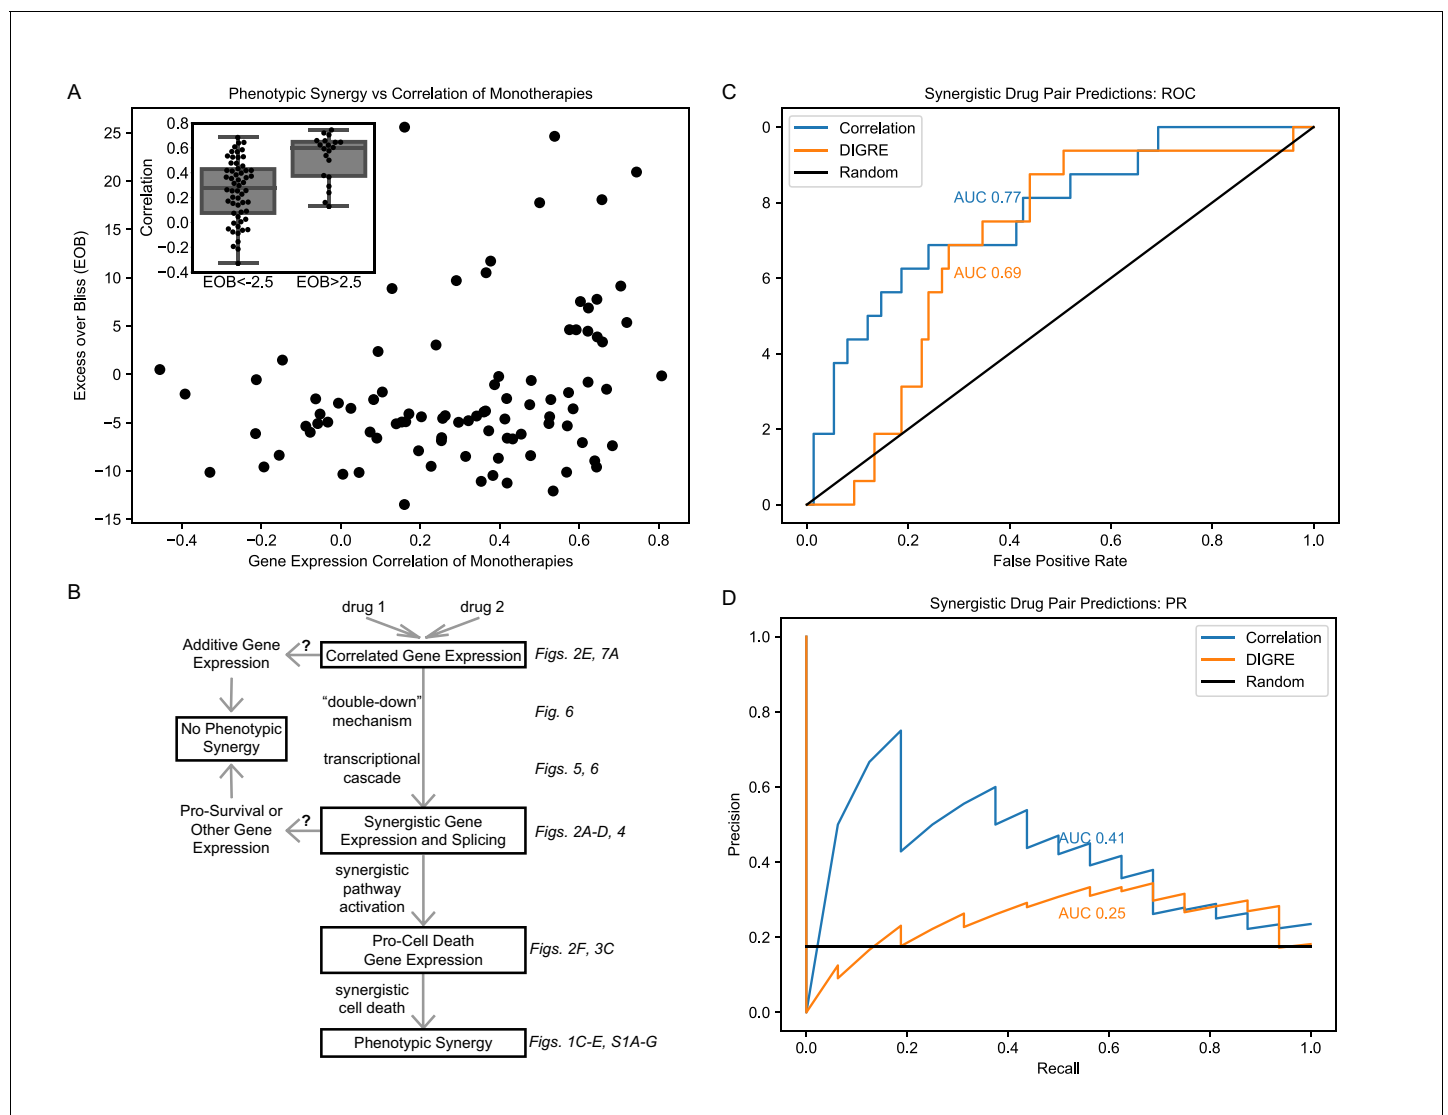 A
Phenotypic Synergy vs Correlation of Monotherapies
Excess over Bliss (EOB)
25
20
15
10
5
0
−5
−10
−15
−0.4
−0.2
0.0
0.2
0.4
0.6
0.8
Gene Expression Correlation of Monotherapies
Correlation
0.8
0.6
0.4
0.2
0.0
−0.2
−0.4
EOB<-2.5
EOB>2.5
B
drug 1
drug 2
Additive Gene
Expression
?
Correlated Gene Expression
Figs. 2E, 7A
“double-down”
mechanism
Fig. 6
No Phenotypic
Synergy
transcriptional
cascade
Figs. 5, 6
Pro-Survival or
Other Gene
Expression
?
Synergistic Gene
Expression and Splicing
Figs. 2A-D, 4
synergistic
pathway
activation
Pro-Cell Death
Gene Expression
Figs. 2F, 3C
synergistic
cell death
Phenotypic Synergy
Figs. 1C-E, S1A-G
C
Synergistic Drug Pair Predictions: ROC
Correlation
DIGRE
Random
AUC 0.77
AUC 0.69
0
8
6
4
2
0
0.0
0.2
0.4
0.6
0.8
1.0
False Positive Rate
D
Synergistic Drug Pair Predictions: PR
Correlation
DIGRE
Random
AUC 0.41
AUC 0.25
Precision
1.0
0.8
0.6
0.4
0.2
0.0
0.0
0.2
0.4
0.6
0.8
1.0
Recall